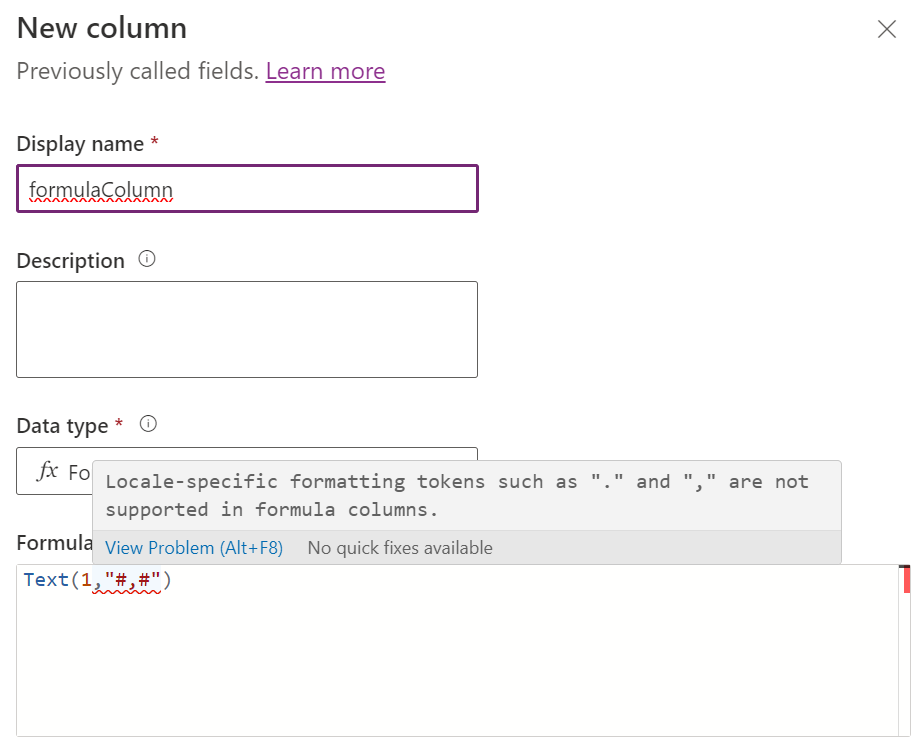 New column
Previously called fields. Learn more
Display name *
formulaColumn
Description
Data type *
fx Fo
Locale-specific formatting tokens such as "." and "," are not
supported in formula columns.
Formula
View Problem (Alt+F8) No quick fixes available
Text(1,"#,#")